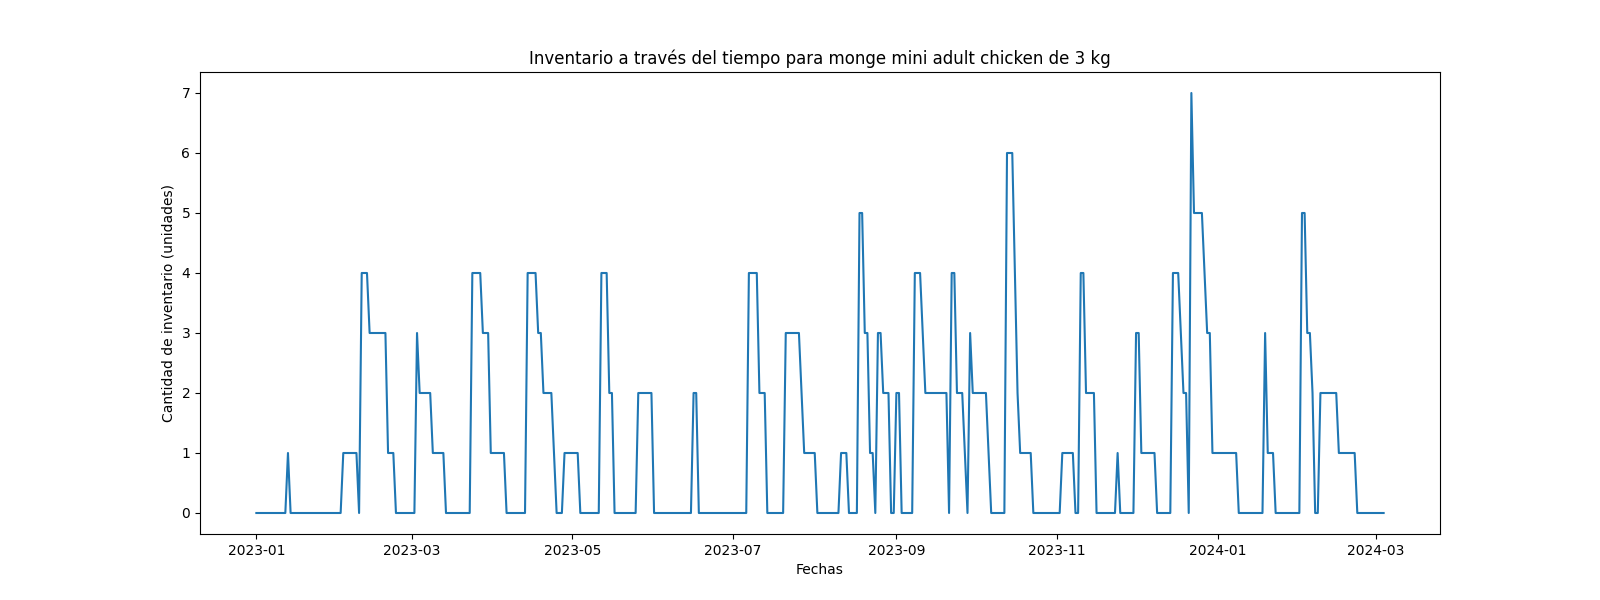 Inventario a través del tiempo para monge mini adult chicken de 3 kg
Cantidad de inventario (unidades)
7
6
5
4
3
2
1
0
2023-01 2023-03 2023-05 2023-07 2023-09 2023-11 2024-01 2024-03
Fechas